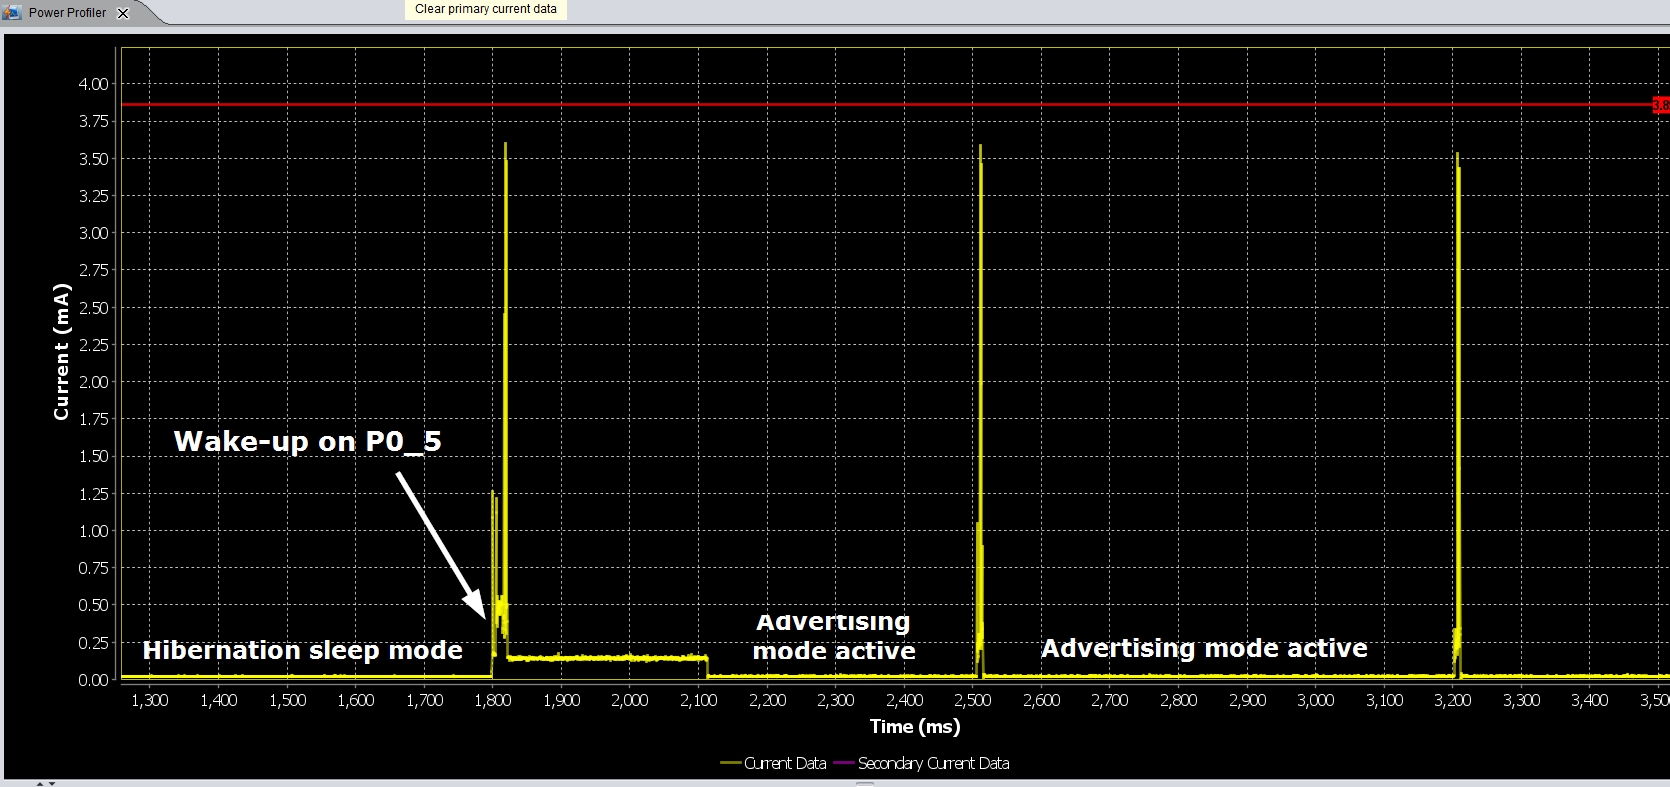 Power Profiler
Clear primary current data
4.00
3.75
3.50
3.25
3.00
2.75
2.50
2.25
2.00
1.75
1.50
1.25
1.00
0.75
0.50
0.25
0.00
Current (mA)
3.8
Wake-up on P0_5
Hibernation sleep mode
Advertising
mode active
Advertising mode active
1,300 1,400 1,500 1,600 1,700 1,800 1,900 2,000 2,100 2,200 2,300 2,400 2,500 2,600 2,700 2,800 2,900 3,000 3,100 3,200 3,300 3,400 3,500
Time (ms)
Current Data Secondary Current Data